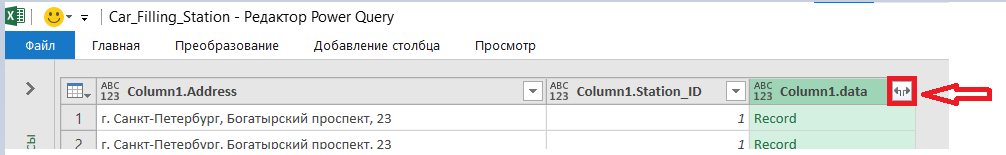 Car_Filling_Station - Редактор Power Query
Файл Главная Преобразование Добавление столбца Просмотр
ABC 123 Column1.Address ABC 123 Column1.Station_ID ABC 123 Column1.data
1 г. Санкт-Петербург, Богатырский проспект, 23 1 Record
2 г. Санкт-Петербург, Богатырский проспект, 23 1 Record